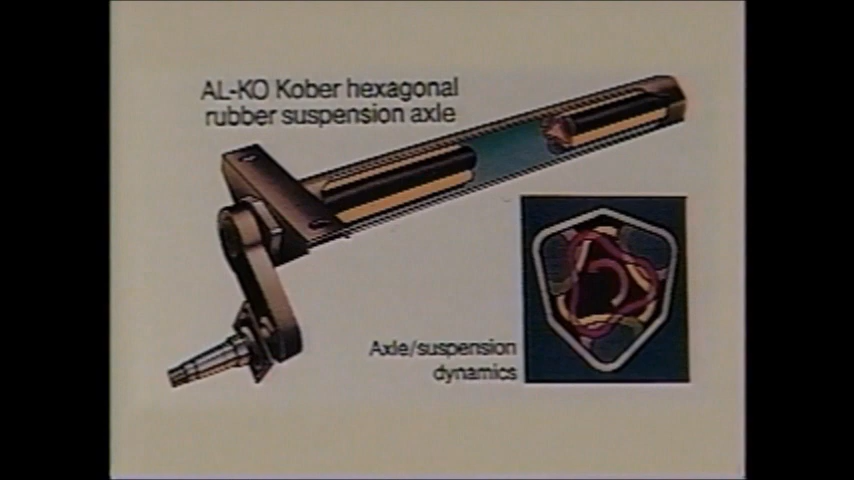 AL-KO Kober hexagonal
rubber suspension axle
Axle/suspension
dynamics